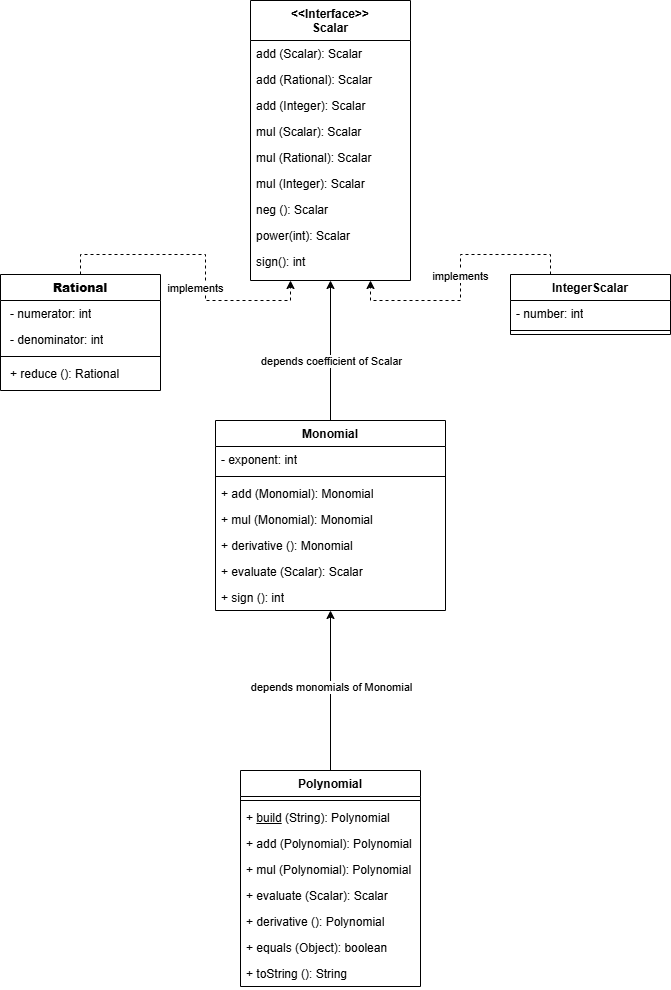 <<Interface>>
Scalar
add (Scalar): Scalar
add (Rational): Scalar
add (Integer): Scalar
mul (Scalar): Scalar
mul (Rational): Scalar
mul (Integer): Scalar
neg (): Scalar
power(int): Scalar
sign(): int
implements
implements
Rational
- numerator: int
- denominator: int
+ reduce (): Rational
IntegerScalar
- number: int
depends coefficient of Scalar
Monomial
- exponent: int
+ add (Monomial): Monomial
+ mul (Monomial): Monomial
+ derivative (): Monomial
+ evaluate (Scalar): Scalar
+ sign (): int
depends monomials of Monomial
Polynomial
+ build (String): Polynomial
+ add (Polynomial): Polynomial
+ mul (Polynomial): Polynomial
+ evaluate (Scalar): Scalar
+ derivative (): Polynomial
+ equals (Object): boolean
+ toString (): String